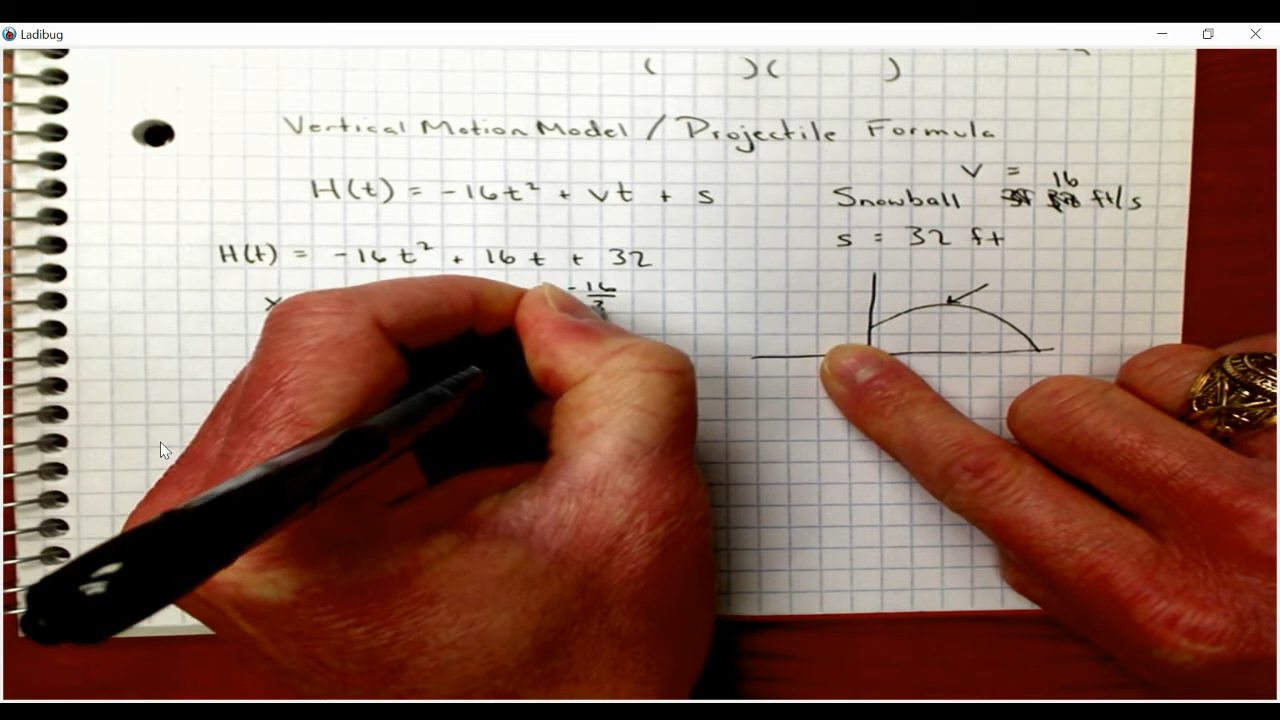 Ladibug
( )( )
Vertical Motion Model / Projectile Formula
H(t) = -16t² + vt + s
v = 16
Snowball ft/s
s = 32 ft
H(t) = -16t² + 16t + 32
x
-16